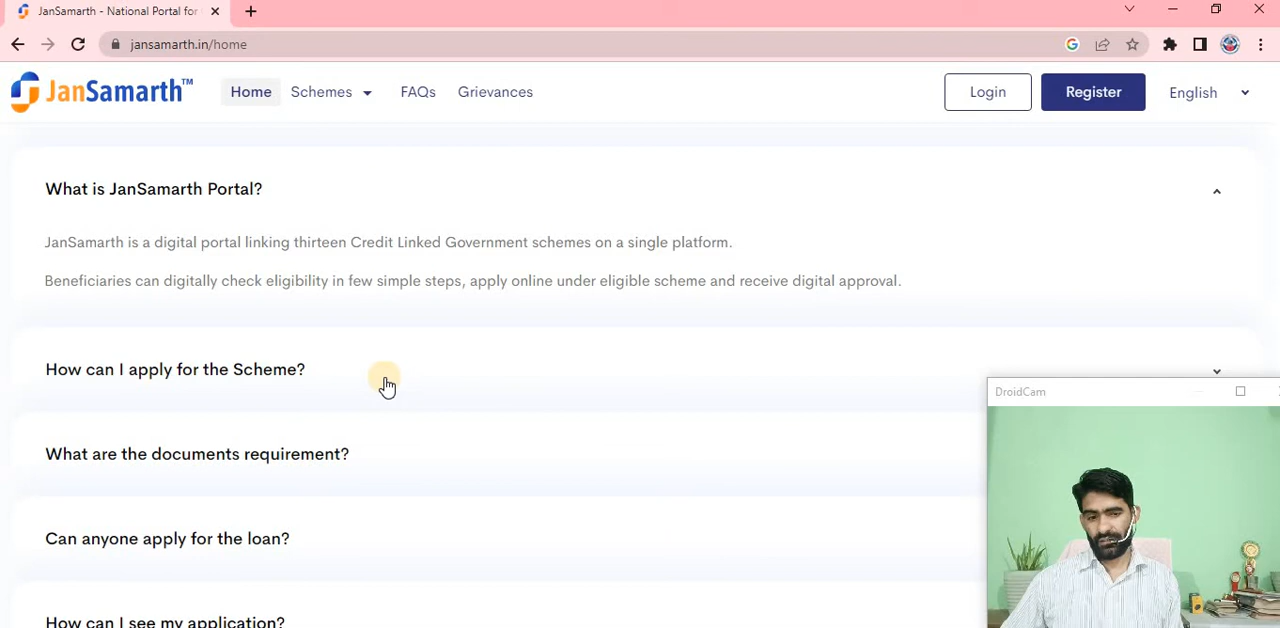 JanSamarth - National Portal for
jansamarth.in/home
JanSamarth™
Home
Schemes
FAQs
Grievances
Login
Register
English
What is JanSamarth Portal?
JanSamarth is a digital portal linking thirteen Credit Linked Government schemes on a single platform.
Beneficiaries can digitally check eligibility in few simple steps, apply online under eligible scheme and receive digital approval.
How can I apply for the Scheme?
What are the documents requirement?
Can anyone apply for the loan?
How can I see my application?
DroidCam